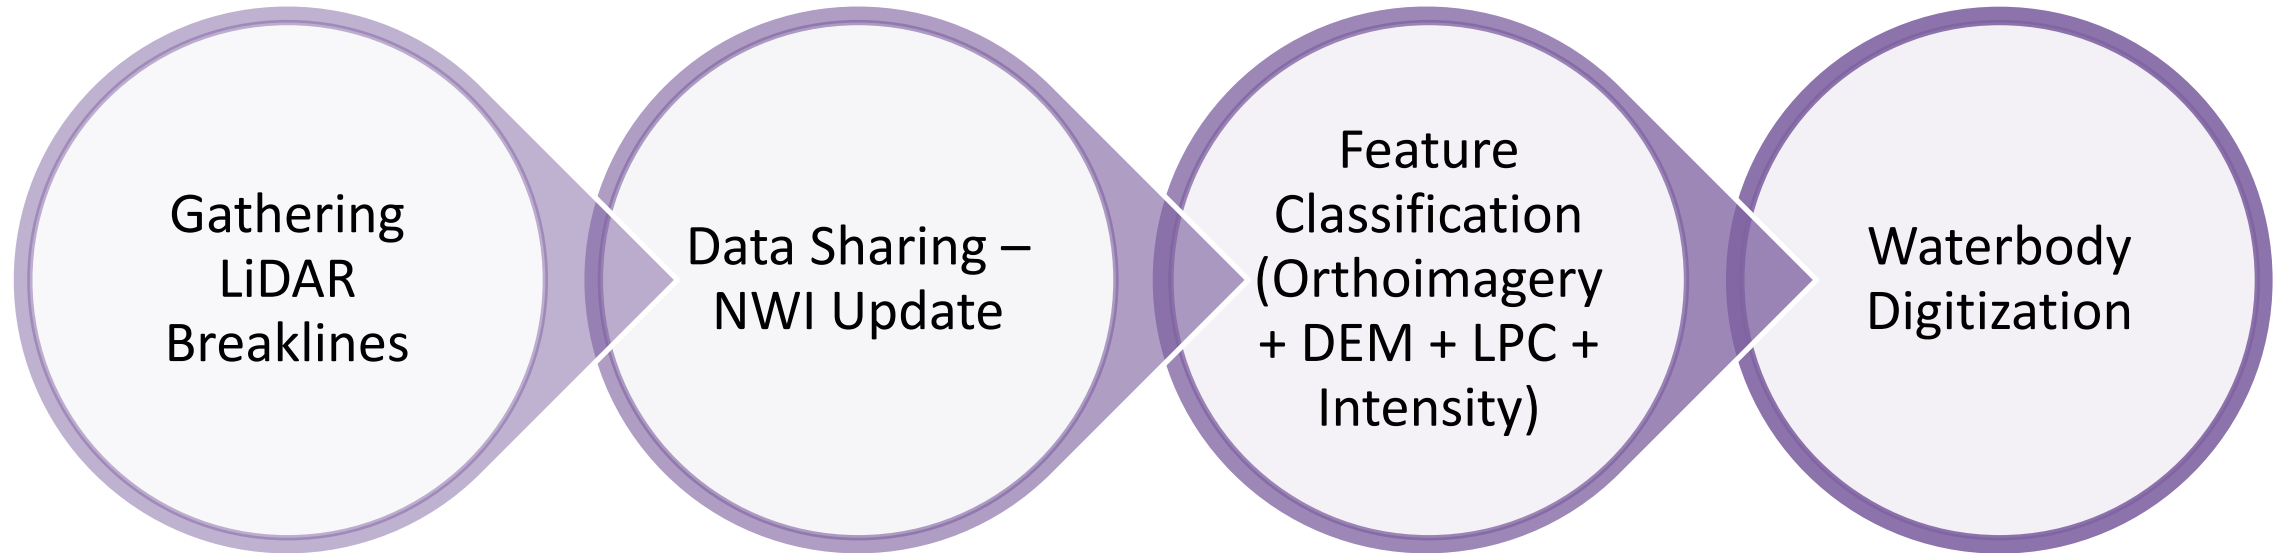 Gathering
LiDAR
Breaklines
Data Sharing –
NWI Update
Feature
Classification
(Orthoimagery
+ DEM + LPC +
Intensity)
Waterbody
Digitization